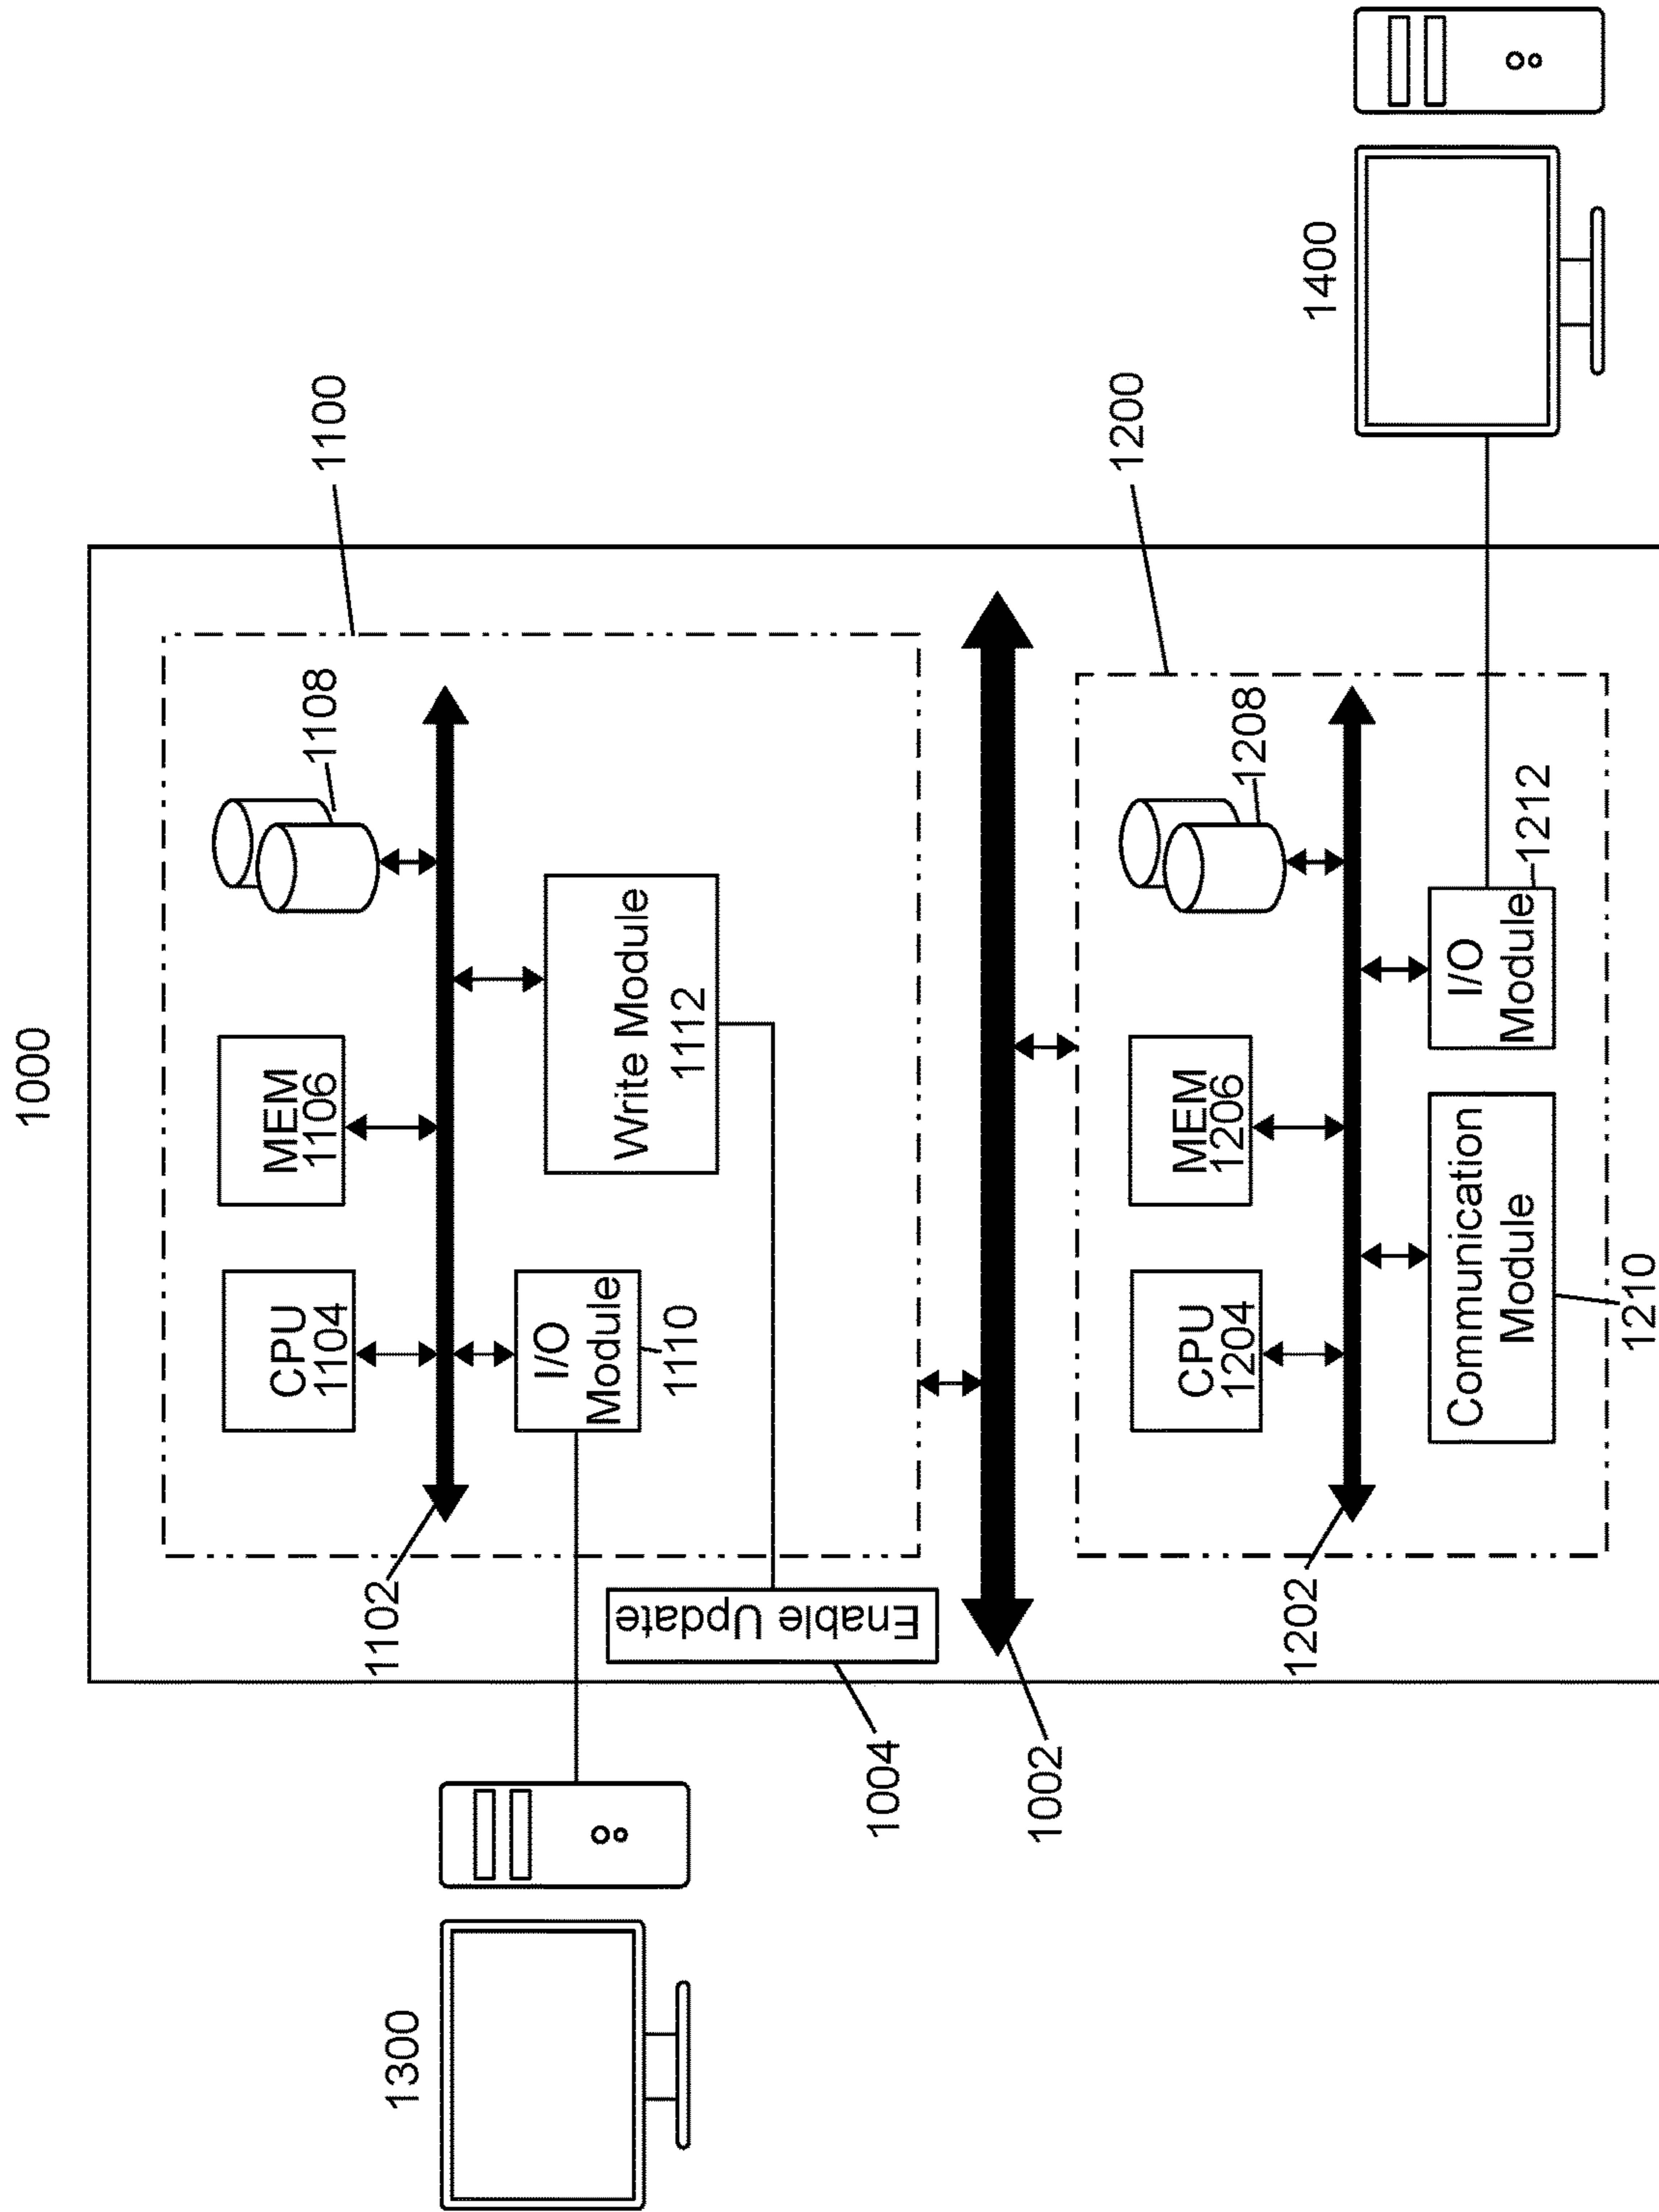 1000
1100
1102
CPU
1104
MEM
1106
1108
I/O
Module
1110
Write Module
1112
Enable Update
1004
1002
1300
1200
1202
CPU
1204
MEM
1206
1208
Communication
Module
1210
I/O
Module
1212
1400